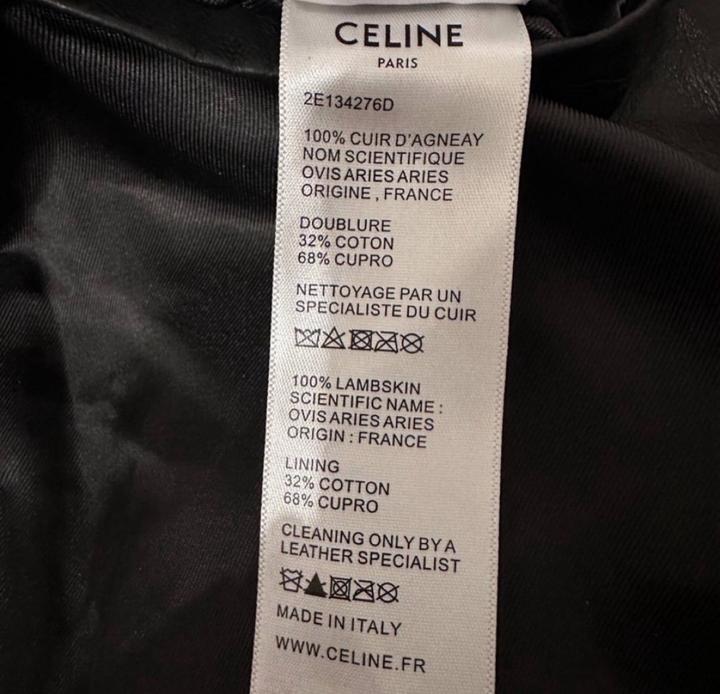 CELINE
PARIS
2E134276D
100% CUIR D'AGNEAY
NOM SCIENTIFIQUE
OVIS ARIES ARIES
ORIGINE , FRANCE
DOUBLURE
32% COTON
68% CUPRO
NETTOYAGE PAR UN
SPECIALISTE DU CUIR
100% LAMBSKIN
SCIENTIFIC NAME :
OVIS ARIES ARIES
ORIGIN : FRANCE
LINING
32% COTTON
68% CUPRO
CLEANING ONLY BY A
LEATHER SPECIALIST
MADE IN ITALY
WWW.CELINE.FR